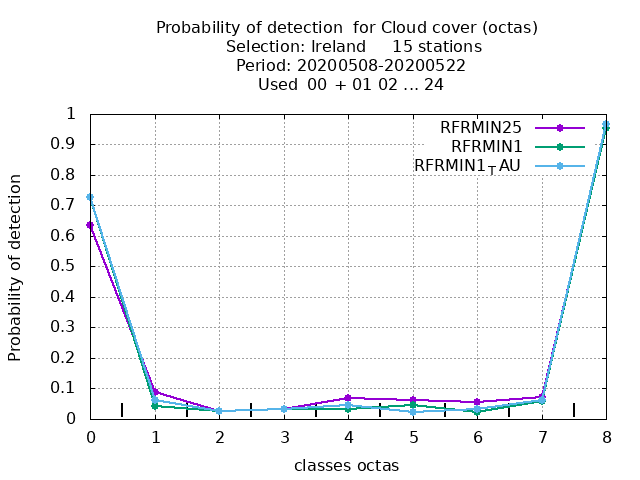 Probability of detection  for Cloud cover (octas)
Selection: Ireland     15 stations
Period: 20200508-20200522
Used  00 + 01 02 ... 24
RFRMIN25
RFRMIN1
RFRMIN1TAU
Probability of detection
1
0.9
0.8
0.7
0.6
0.5
0.4
0.3
0.2
0.1
0
0 1 2 3 4 5 6 7 8
classes octas